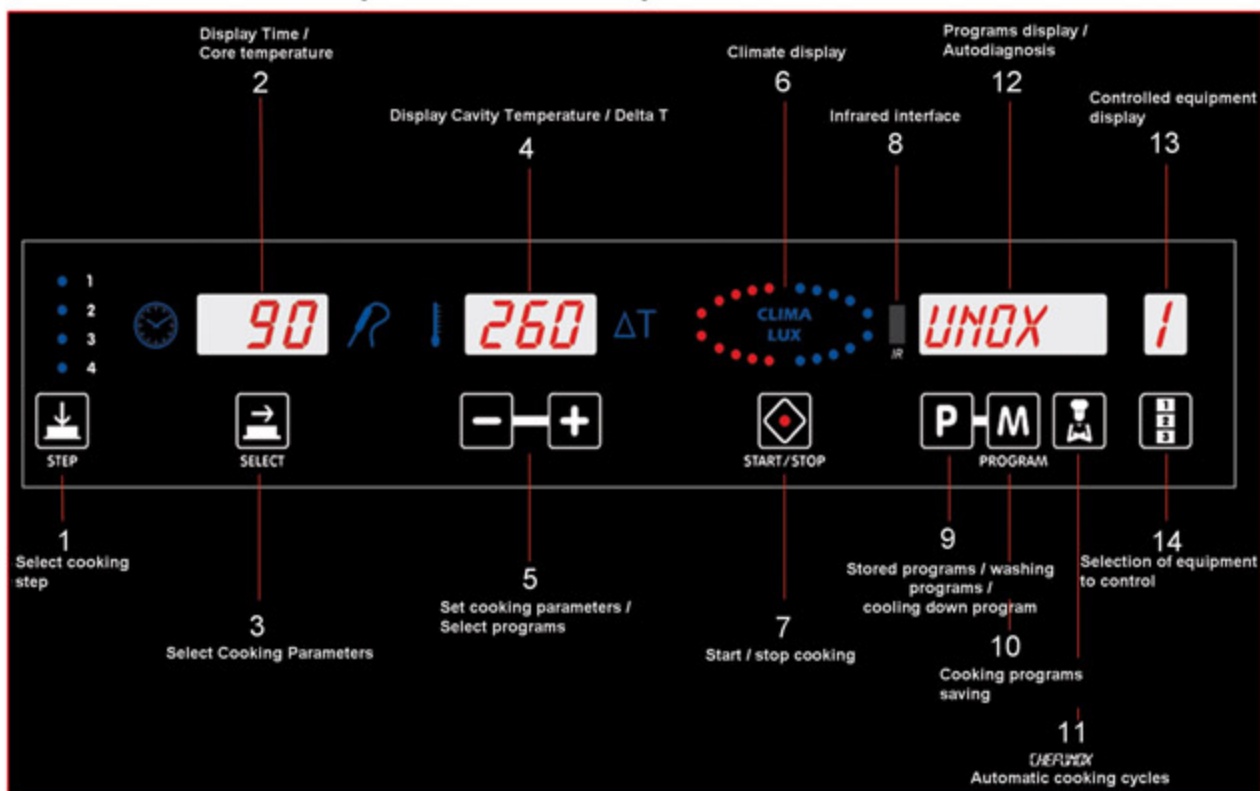 Display Time /
Core temperature
2
Display Cavity Temperature / Delta T
4
Climate display
6
Infrared interface
8
Programs display /
Autodiagnosis
12
Controlled equipment
display
13
1
2
3
4
90
260
ΔT
CLIMA
LUX
IR
UNOX
1
STEP
SELECT
- +
START/STOP
P M
PROGRAM
1
2
3
1
Select cooking
step
3
Select Cooking Parameters
5
Set cooking parameters /
Select programs
7
Start / stop cooking
9
Stored programs / washing
programs /
cooling down program
10
Cooking programs
saving
11
CHEFUNOX
Automatic cooking cycles
14
Selection of equipment
to control